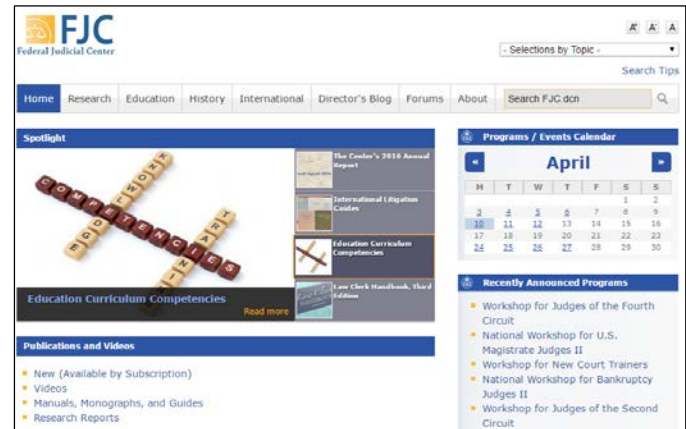 FJC
Federal Judicial Center
A+ A- A
- Selections by Topic -
Search Tips
Home Research Education History International Director's Blog Forums About Search FJC.dcn
Spotlight
COMPETENCIES
KNOWLEDGE
TRAINING
Education Curriculum Competencies
Read more
The Center's 2016 Annual
Report
International Litigation
Guides
Education Curriculum
Competencies
Law Clerk Handbook, Third
Edition
Publications and Videos
New (Available by Subscription)
Videos
Manuals, Monographs, and Guides
Research Reports
Programs / Events Calendar
« April »
M T W T F S S
1 2
3 4 5 6 7 8 9
10 11 12 13 14 15 16
17 18 19 20 21 22 23
24 25 26 27 28 29 30
Recently Announced Programs
Workshop for Judges of the Fourth
Circuit
National Workshop for U.S.
Magistrate Judges II
Workshop for New Court Trainers
National Workshop for Bankruptcy
Judges II
Workshop for Judges of the Second
Circuit